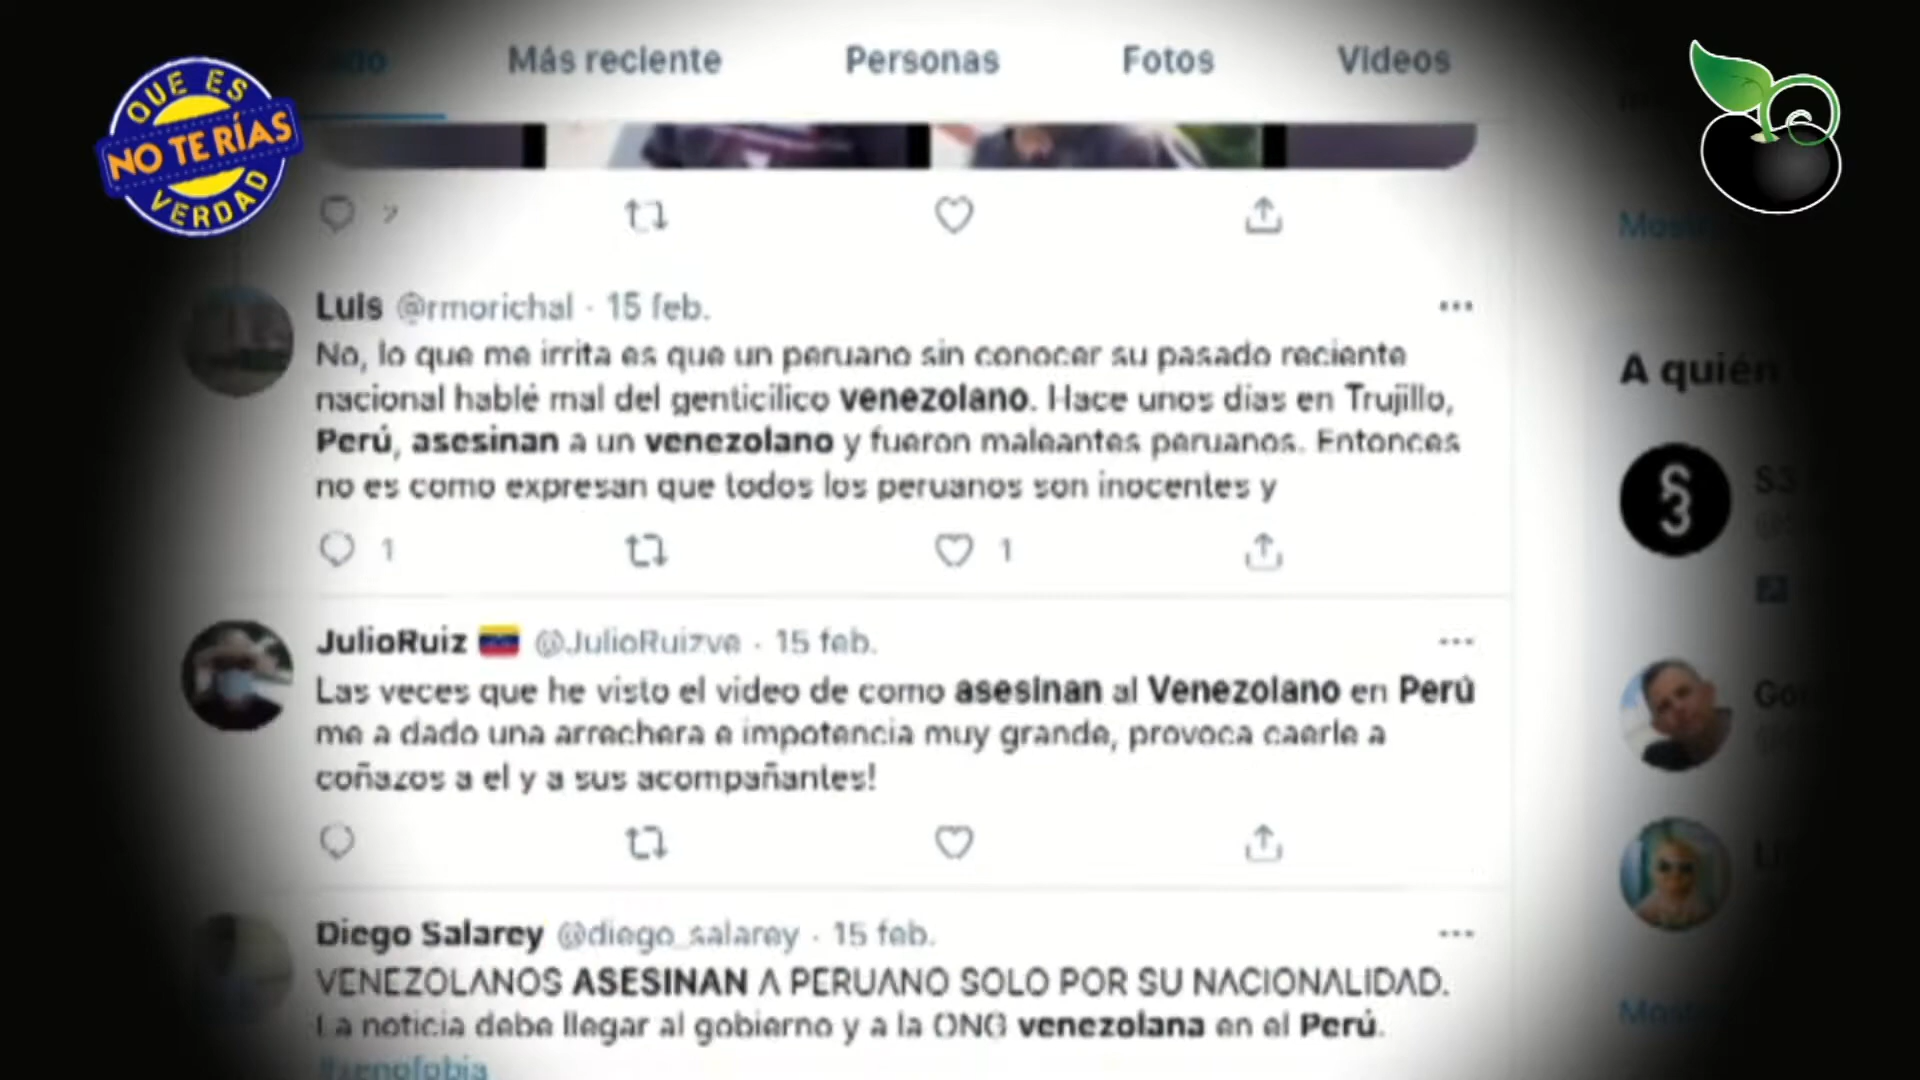 QUE ES
NO TE RÍAS
VERDAD
Más reciente
Personas
Fotos
Videos
Luis @rmorichal · 15 feb.
No, lo que me irrita es que un peruano sin conocer su pasado reciente
nacional hablé mal del genticilico venezolano. Hace unos dias en Trujillo,
Perú, asesinan a un venezolano y fueron maleantes peruanos. Entonces
no es como expresan que todos los peruanos son inocentes y
1
1
JulioRuiz @JulioRuizve · 15 feb.
Las veces que he visto el video de como asesinan al Venezolano en Perú
me a dado una arrechera e impotencia muy grande, provoca caerle a
coñazos a el y a sus acompañantes!
Diego Salarey @diego_salarey · 15 feb.
VENEZOLANOS ASESINAN A PERUANO SOLO POR SU NACIONALIDAD.
La noticia debe llegar al gobierno y a la ONG venezolana en el Perú.
#xenofobia
A quién
S3